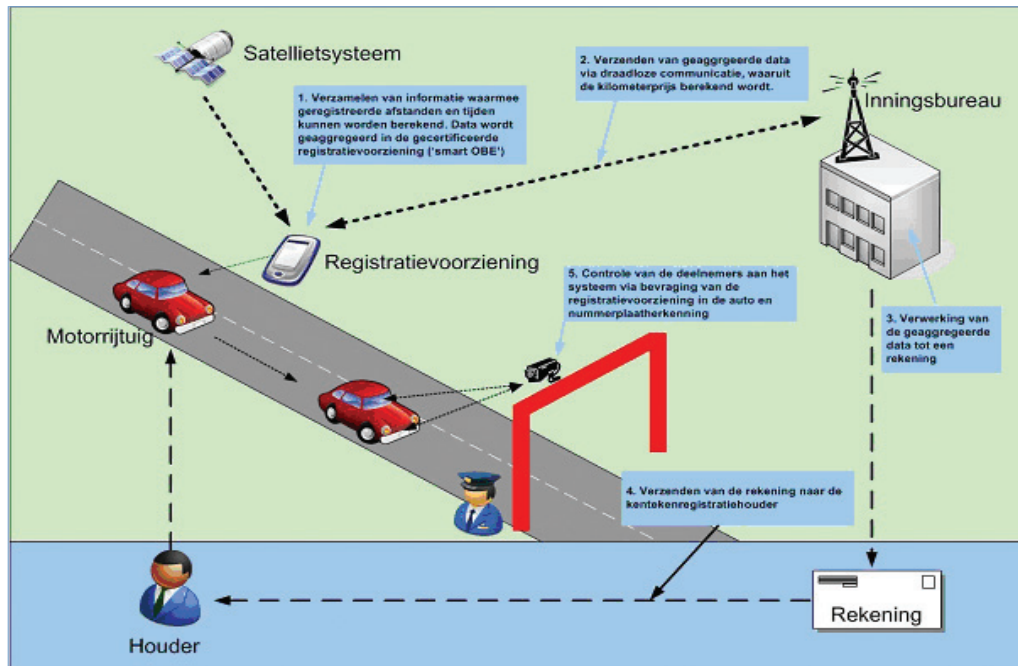 Satellietsysteem
1. Verzamelen van informatie waarmee
geregistreerde afstanden en tijden
kunnen worden berekend. Data wordt
geaggregeerd in de gecertificeerde
registratievoorziening ('smart OBE')
2. Verzenden van geaggrgeerde data
via draadloze communicatie, waaruit
de kilometerprijs berekend wordt.
Inningsbureau
Registratievoorziening
5. Controle van de deelnemers aan het
systeem via bevraging van de
registratievoorziening in de auto en
nummerplaatherkenning
3. Verwerking van
de geaggregeerde
data tot een
rekening
Motorrijtuig
4. Verzenden van de rekening naar de
kentekenregistratiehouder
Houder
Rekening